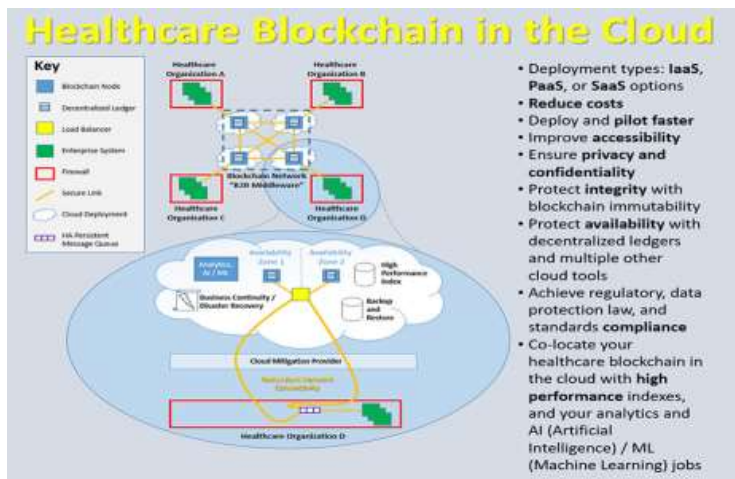 Healthcare Blockchain in the Cloud
Key
Blockchain Node
Decentralized Ledger
Load Balancer
Enterprise System
Firewall
Secure Link
Cloud Deployment
HA Persistent
Message Queue
Healthcare
Organization A
Healthcare
Organization B
Blockchain Network
"B2B Middleware"
Healthcare
Organization C
Healthcare
Organization D
Analytics,
AI / ML
Availability
Zone 1
Availability
Zone 2
High
Performance
Index
Business Continuity /
Disaster Recovery
Backup
and
Restore
Cloud Mitigation Provider
Redundant Network
Connectivity
Healthcare Organization D
• Deployment types: IaaS,
PaaS, or SaaS options
• Reduce costs
• Deploy and pilot faster
• Improve accessibility
• Ensure privacy and
confidentiality
• Protect integrity with
blockchain immutability
• Protect availability with
decentralized ledgers
and multiple other
cloud tools
• Achieve regulatory, data
protection law, and
standards compliance
• Co-locate your
healthcare blockchain in
the cloud with high
performance indexes,
and your analytics and
AI (Artificial
Intelligence) / ML
(Machine Learning) jobs